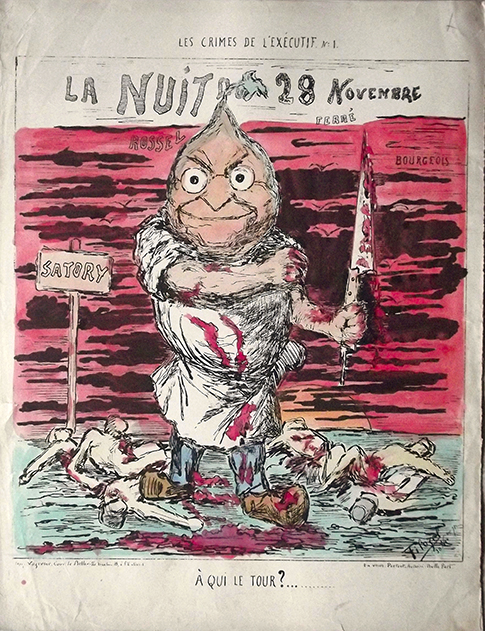 LES CRIMES DE L'EXÉCUTIF. N° 1.
LA NUIT DU 28 NOVEMBRE
FERRÉ
ROSSEL
BOURGEOIS
SATORY
À QUI LE TOUR?...........